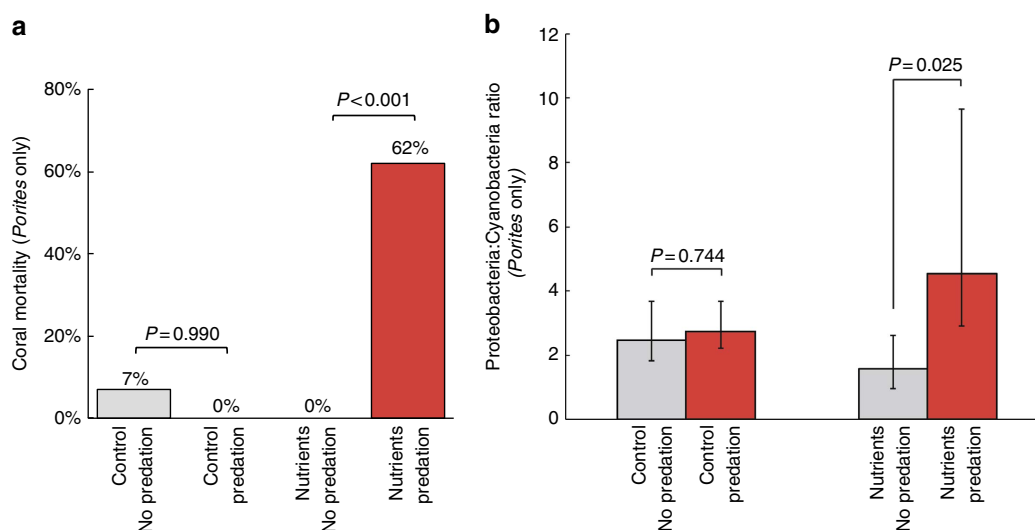 a
Coral mortality (Porites only)
80%
60%
40%
20%
0%
P=0.990
P<0.001
7%
0%
0%
62%
Control
No predation
Control
predation
Nutrients
No predation
Nutrients
predation
b
Proteobacteria:Cyanobacteria ratio
(Porites only)
12
10
8
6
4
2
0
P=0.744
P=0.025
Control
No predation
Control
predation
Nutrients
No predation
Nutrients
predation